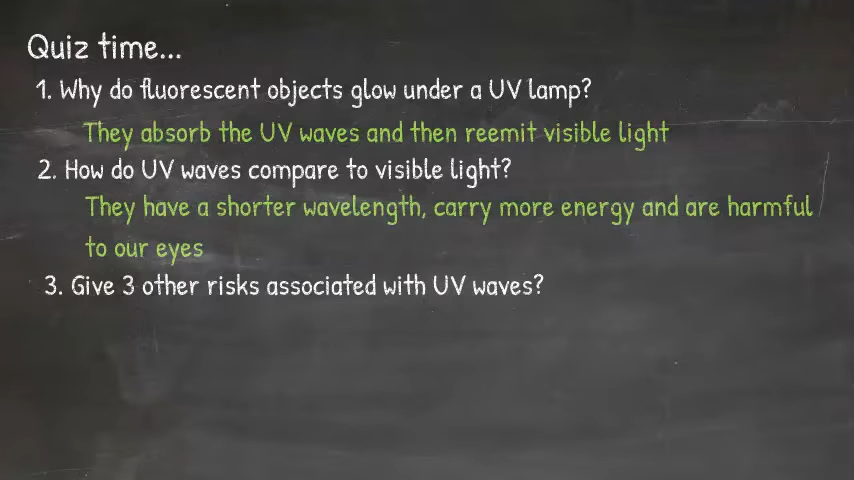 Quiz time...
1. Why do fluorescent objects glow under a UV lamp?
They absorb the UV waves and then reemit visible light
2. How do UV waves compare to visible light?
They have a shorter wavelength, carry more energy and are harmful
to our eyes
3. Give 3 other risks associated with UV waves?